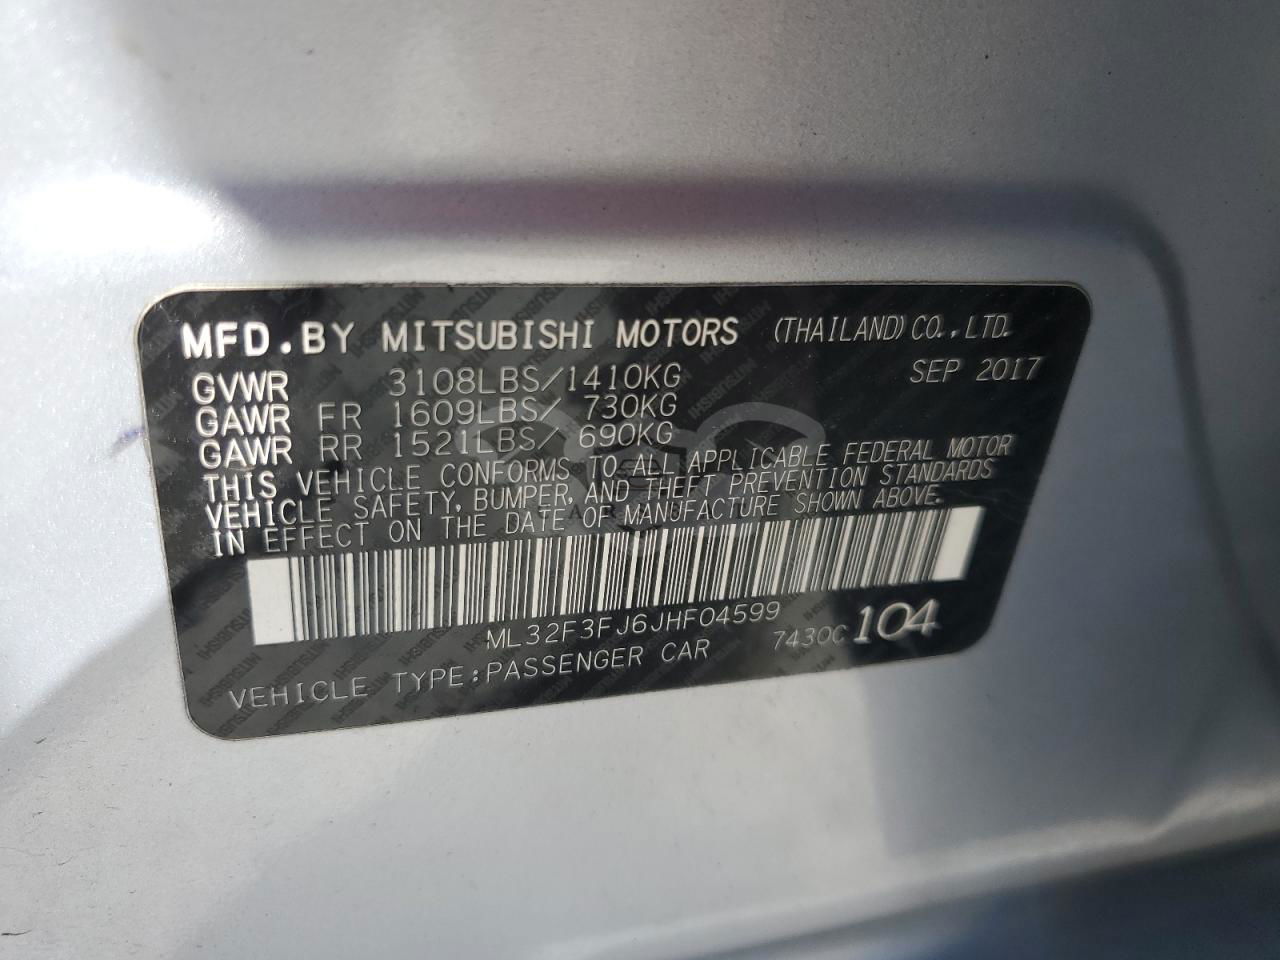 MFD.BY MITSUBISHI MOTORS (THAILAND) CO., LTD.
SEP 2017
GVWR 3108LBS/1410KG
GAWR FR 1609LBS/ 730KG
GAWR RR 1521LBS/ 690KG
THIS VEHICLE CONFORMS TO ALL APPLICABLE FEDERAL MOTOR
VEHICLE SAFETY, BUMPER, AND THEFT PREVENTION STANDARDS
IN EFFECT ON THE DATE OF MANUFACTURE SHOWN ABOVE.
ML32F3FJ6JHF04599
7430C 104
VEHICLE TYPE:PASSENGER CAR